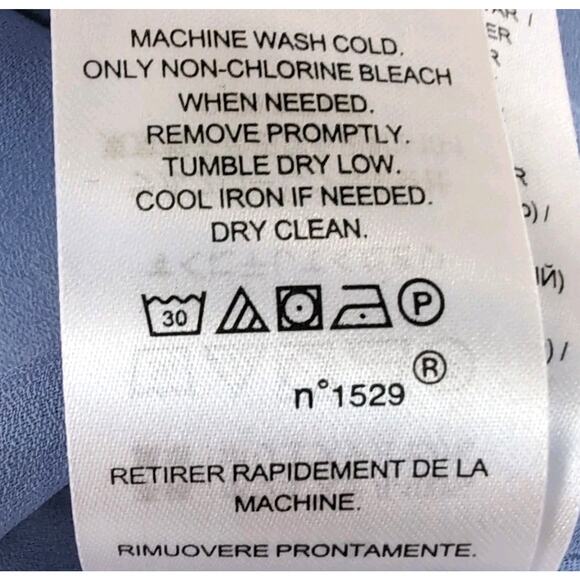 MACHINE WASH COLD.
ONLY NON-CHLORINE BLEACH
WHEN NEEDED.
REMOVE PROMPTLY.
TUMBLE DRY LOW.
COOL IRON IF NEEDED.
DRY CLEAN.
30 P
®
n°1529
RETIRER RAPIDEMENT DE LA
MACHINE.
RIMUOVERE PRONTAMENTE.